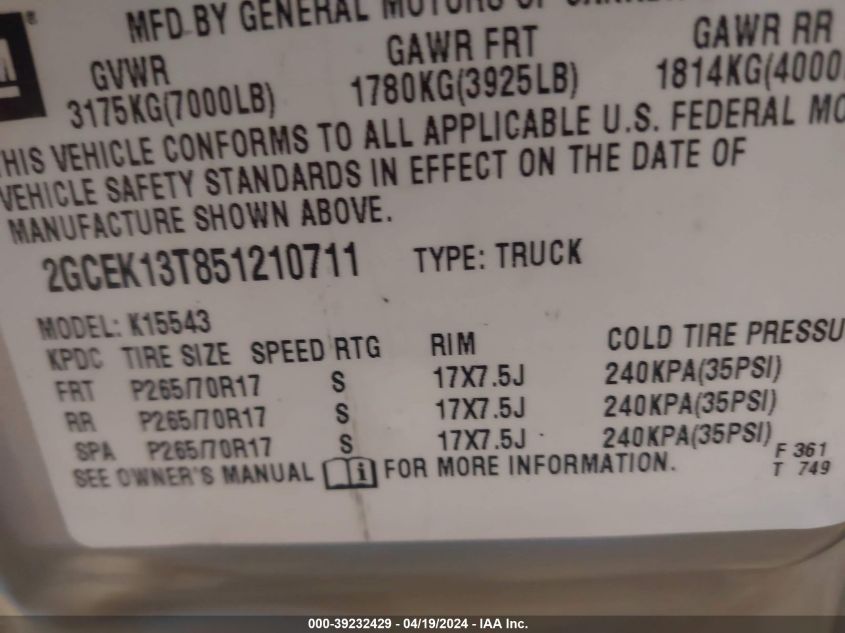 MFD BY GENERAL MOTORS OF
GVWR GAWR FRT GAWR RR
3175KG(7000LB) 1780KG(3925LB) 1814KG(4000
THIS VEHICLE CONFORMS TO ALL APPLICABLE U.S. FEDERAL MO
VEHICLE SAFETY STANDARDS IN EFFECT ON THE DATE OF
MANUFACTURE SHOWN ABOVE.
2GCEK13T851210711 TYPE: TRUCK
MODEL: K15543
KPDC TIRE SIZE SPEED RTG RIM COLD TIRE PRESSU
FRT P265/70R17 S 17X7.5J 240KPA(35PSI)
RR P265/70R17 S 17X7.5J 240KPA(35PSI)
SPA P265/70R17 S 17X7.5J 240KPA(35PSI)
SEE OWNER'S MANUAL i FOR MORE INFORMATION.
F 361
T 749
000-39232429 - 04/19/2024 - IAA Inc.